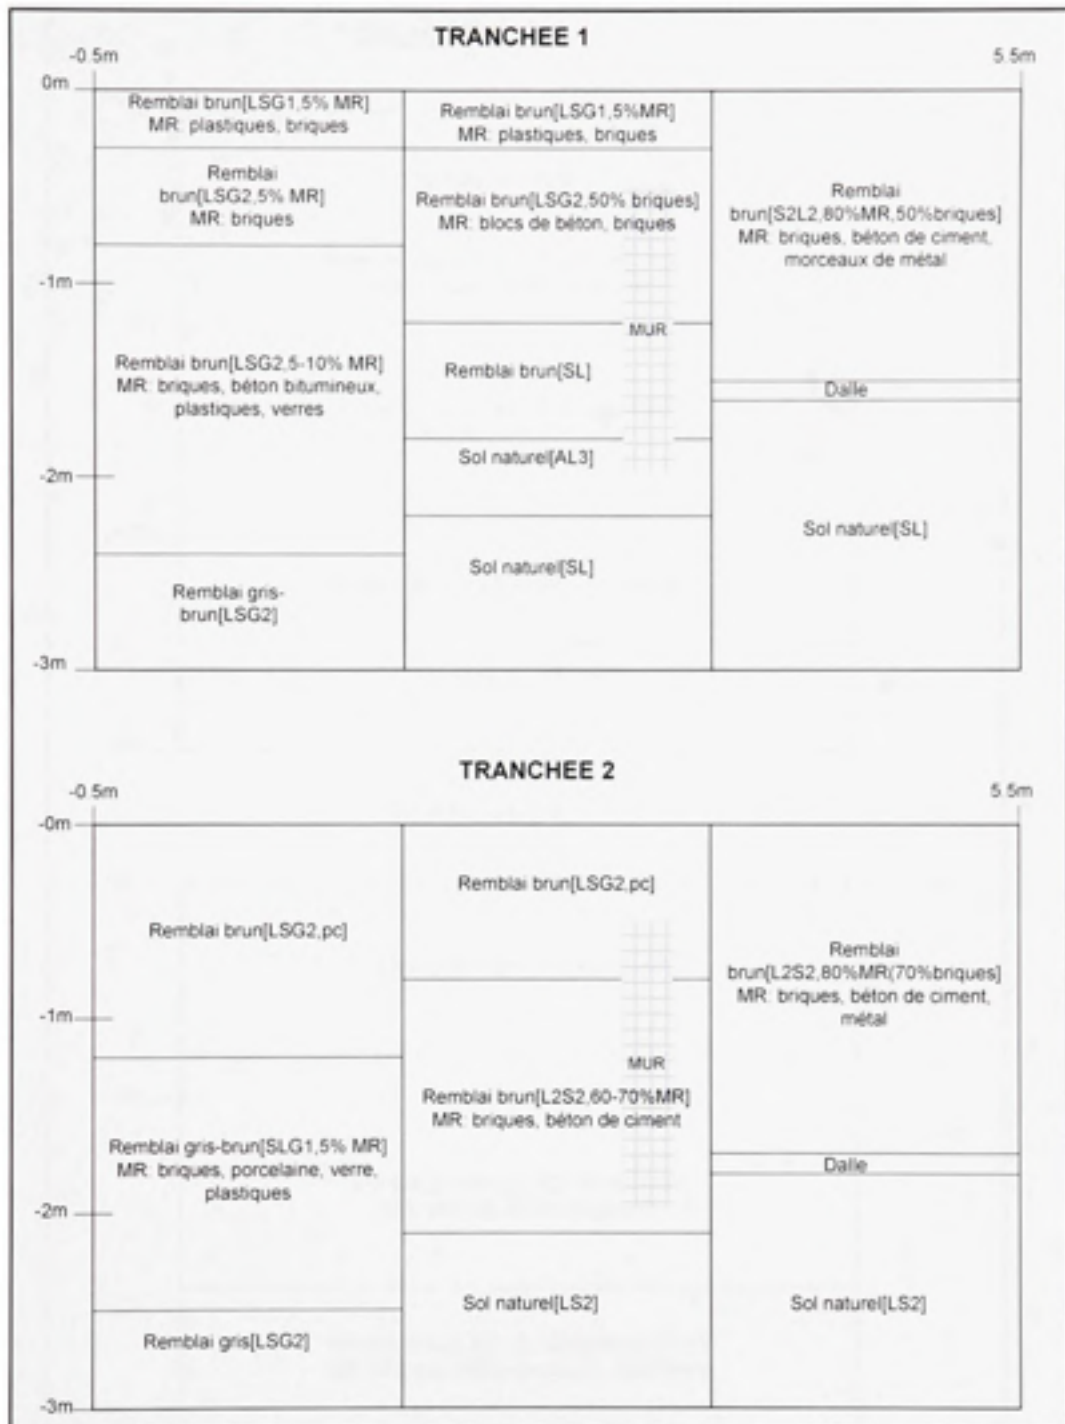 TRANCHEE 1
-0.5m
5.5m
0m
-1m
-2m
-3m
Remblai brun[LSG1,5% MR]
MR: plastiques, briques
Remblai
brun[LSG2,5% MR]
MR: briques
Remblai brun[LSG2,5-10% MR]
MR: briques, béton bitumineux,
plastiques, verres
Remblai gris-
brun[LSG2]
Remblai brun[LSG1,5%MR]
MR: plastiques, briques
Remblai brun[LSG2,50% briques]
MR: blocs de béton, briques
MUR
Remblai brun[SL]
Sol naturel[AL3]
Sol naturel[SL]
Remblai
brun[S2L2,80%MR,50%briques]
MR: briques, béton de ciment,
morceaux de métal
Dalle
Sol naturel[SL]
TRANCHEE 2
-0.5m
5.5m
-0m
-1m
-2m
-3m
Remblai brun[LSG2,pc]
Remblai gris-brun[SLG1,5% MR]
MR: briques, porcelaine, verre,
plastiques
Remblai gris[LSG2]
Remblai brun[LSG2,pc]
MUR
Remblai brun[L2S2,60-70%MR]
MR: briques, béton de ciment
Sol naturel[LS2]
Remblai
brun[L2S2,80%MR(70%briques]
MR: briques, béton de ciment,
métal
Dalle
Sol naturel[LS2]